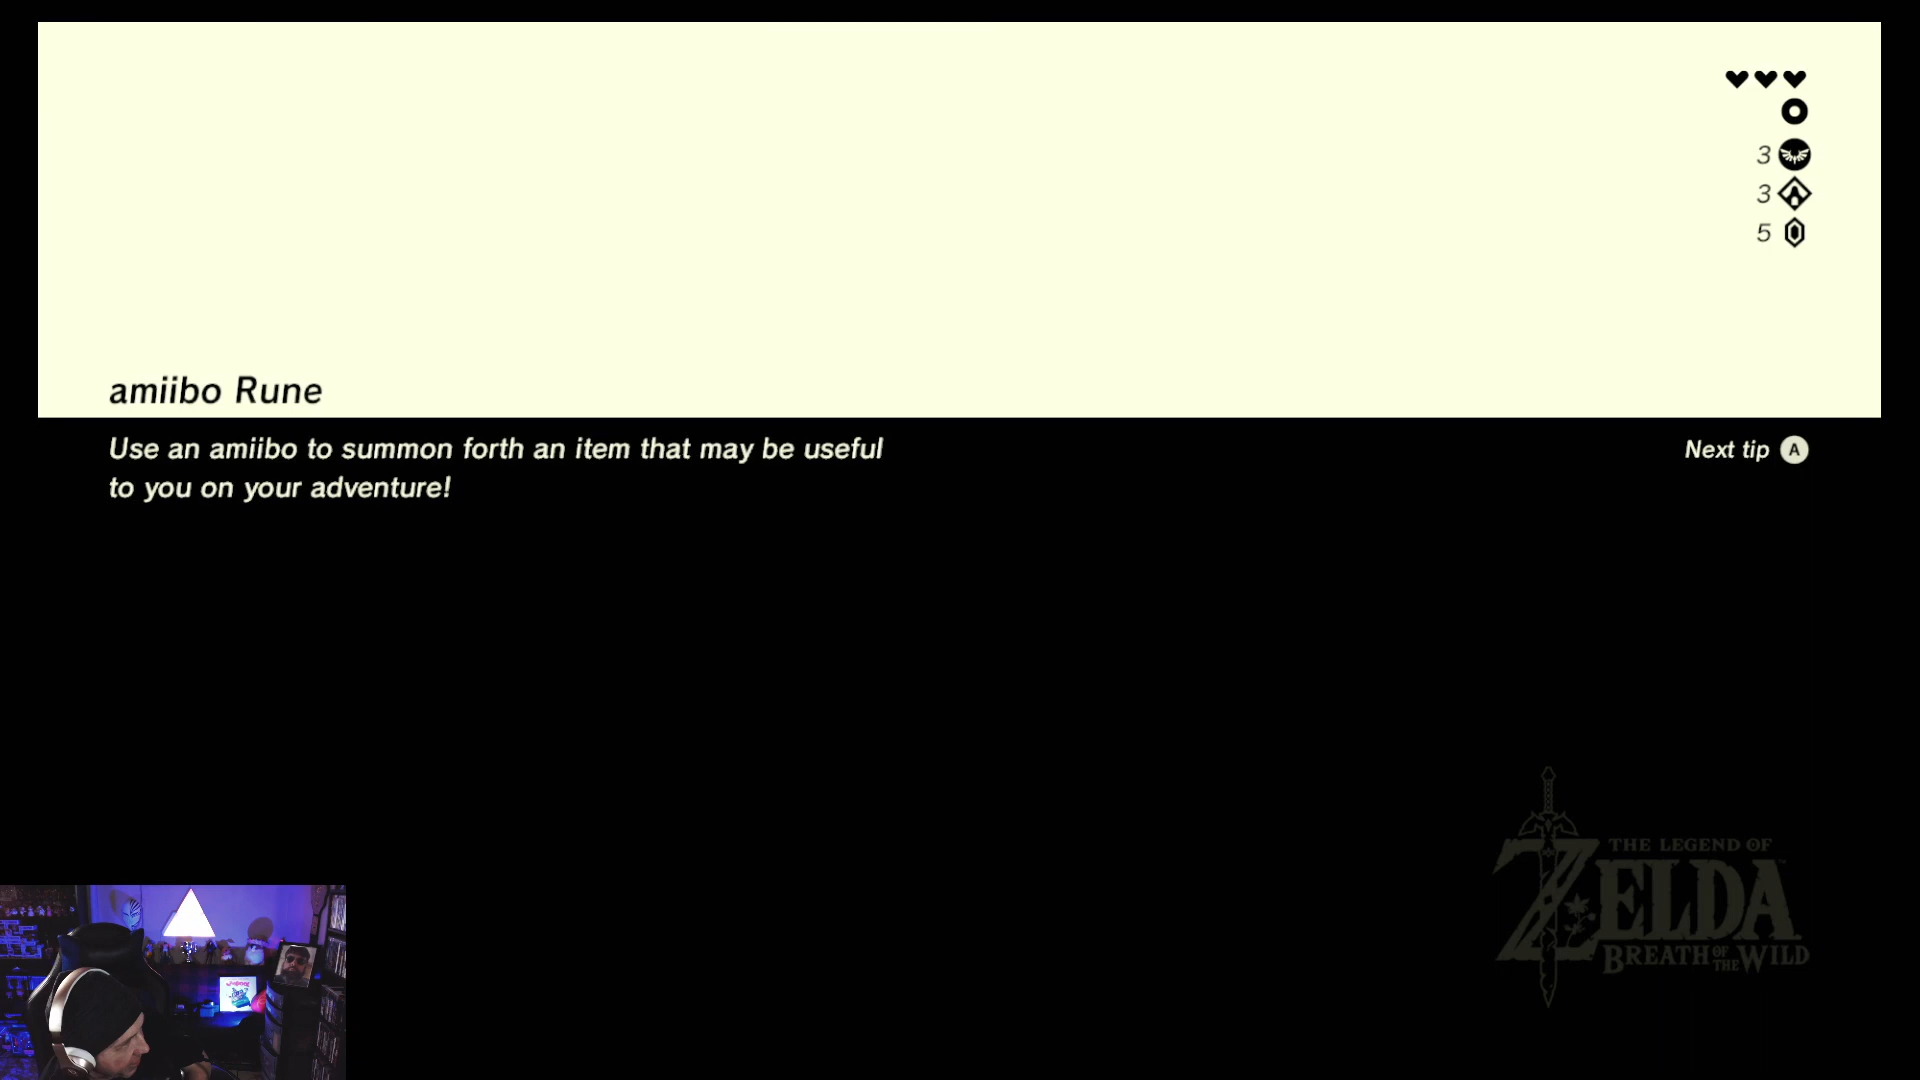 3
3
5
amiibo Rune
Use an amiibo to summon forth an item that may be useful
to you on your adventure!
Next tip A
THE LEGEND OF
ZELDA
BREATH OF THE WILD